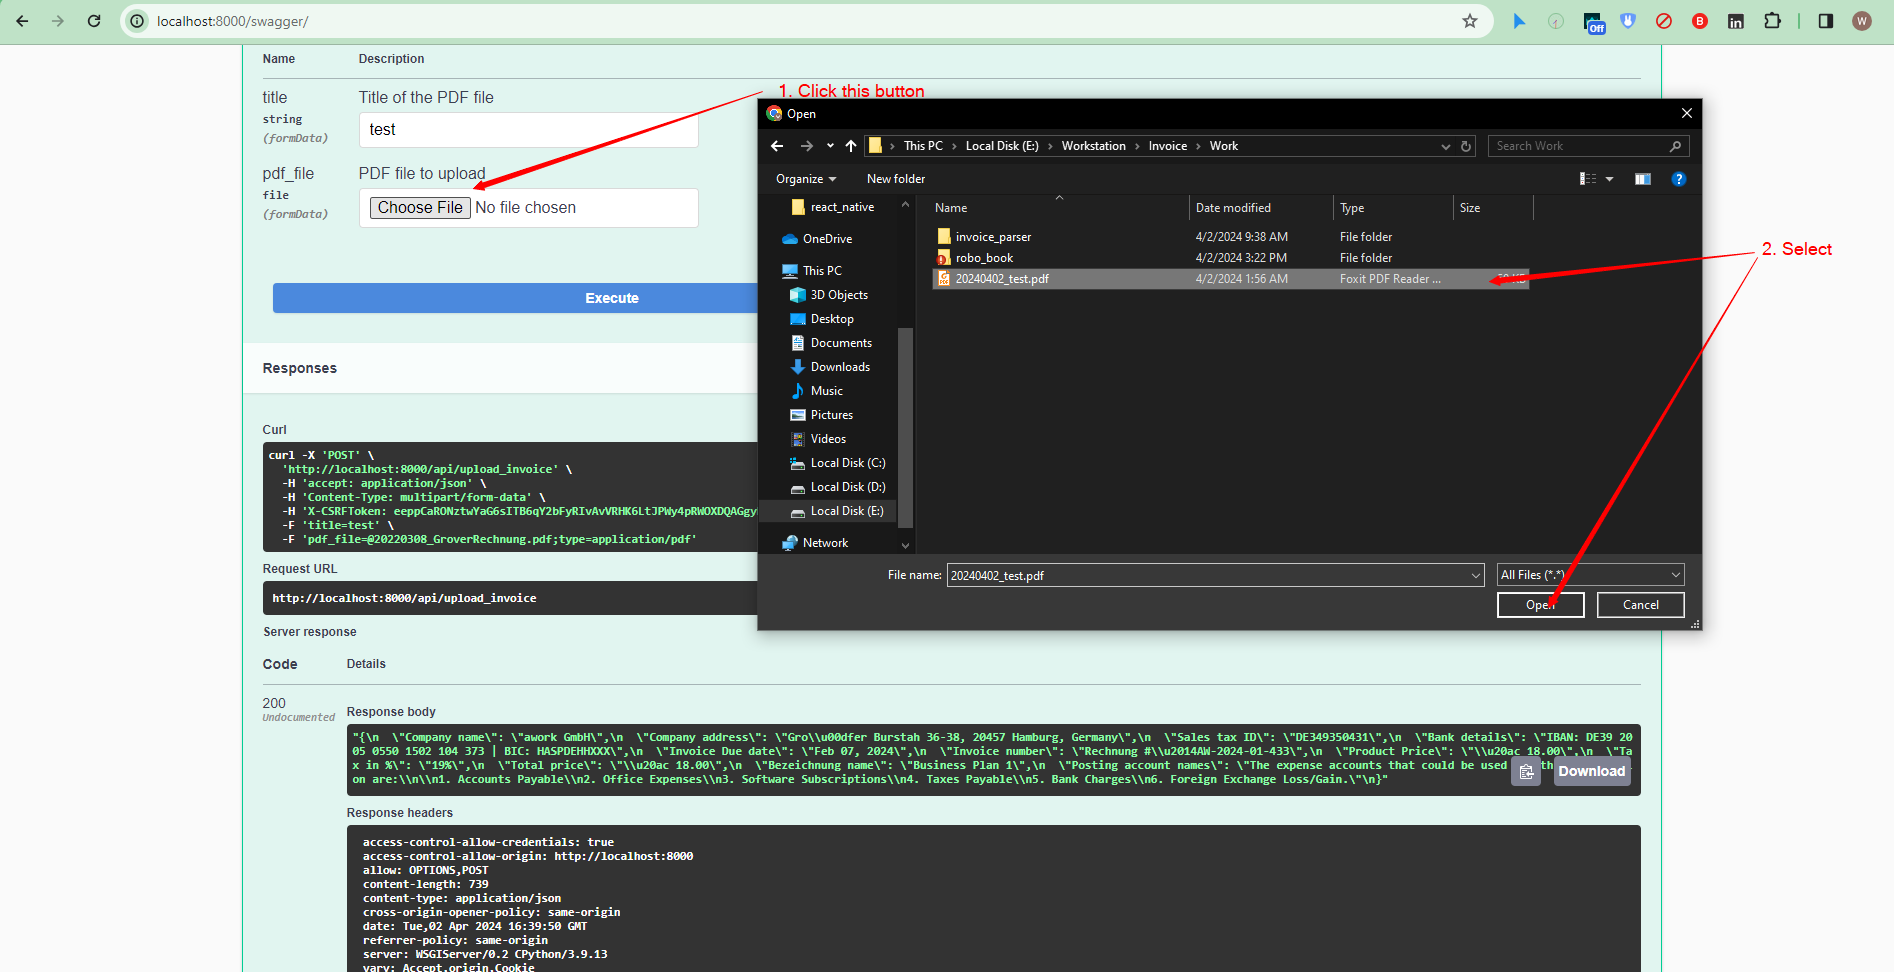 localhost:8000/swagger/
Off
B
in
W
Name Description
title Title of the PDF file
string
(formData)
test
pdf_file PDF file to upload
file
(formData)
Choose File No file chosen
Execute
1. Click this button
2. Select
Open
This PC Local Disk (E:) Workstation Invoice Work
Search Work
Organize New folder
react_native
OneDrive
This PC
3D Objects
Desktop
Documents
Downloads
Music
Pictures
Videos
Local Disk (C:)
Local Disk (D:)
Local Disk (E:)
Network
Name Date modified Type Size
invoice_parser 4/2/2024 9:38 AM File folder
robo_book 4/2/2024 3:22 PM File folder
20240402_test.pdf 4/2/2024 1:56 AM Foxit PDF Reader ... KB
File name: 20240402_test.pdf
All Files (*.*)
Open Cancel
Responses
Curl
curl -X 'POST' \
'http://localhost:8000/api/upload_invoice' \
-H 'accept: application/json' \
-H 'Content-Type: multipart/form-data' \
-H 'X-CSRFToken: eeppCaRONztwYaG6sITB6qY2bFyRIvAvVRHK6LtJPWy4pRWOXDQAGgy
-F 'title=test' \
-F 'pdf_file=@20220308_GroverRechnung.pdf;type=application/pdf'
Request URL
http://localhost:8000/api/upload_invoice
Server response
Code Details
200
Undocumented
Response body
"{\n  \"Company name\": \"awork GmbH\",\n  \"Company address\": \"Gro\\u00dfer Burstah 36-38, 20457 Hamburg, Germany\",\n  \"Sales tax ID\": \"DE349350431\",\n  \"Bank details\": \"IBAN: DE39 20
05 0550 1502 104 373 | BIC: HASPDEHHXXX\",\n  \"Invoice Due date\": \"Feb 07, 2024\",\n  \"Invoice number\": \"Rechnung #\\u2014AW-2024-01-433\",\n  \"Product Price\": \"\\u20ac 18.00\",\n  \"Ta
x in %\": \"19%\",\n  \"Total price\": \"\\u20ac 18.00\",\n  \"Bezeichnung name\": \"Business Plan 1\",\n  \"Posting account names\": \"The expense accounts that could be used
on are:\\n\\n1. Accounts Payable\\n2. Office Expenses\\n3. Software Subscriptions\\n4. Taxes Payable\\n5. Bank Charges\\n6. Foreign Exchange Loss/Gain.\"\n}"
Download
Response headers
access-control-allow-credentials: true
access-control-allow-origin: http://localhost:8000
allow: OPTIONS,POST
content-length: 739
content-type: application/json
cross-origin-opener-policy: same-origin
date: Tue,02 Apr 2024 16:39:50 GMT
referrer-policy: same-origin
server: WSGIServer/0.2 CPython/3.9.13
vary: Accept,origin,Cookie